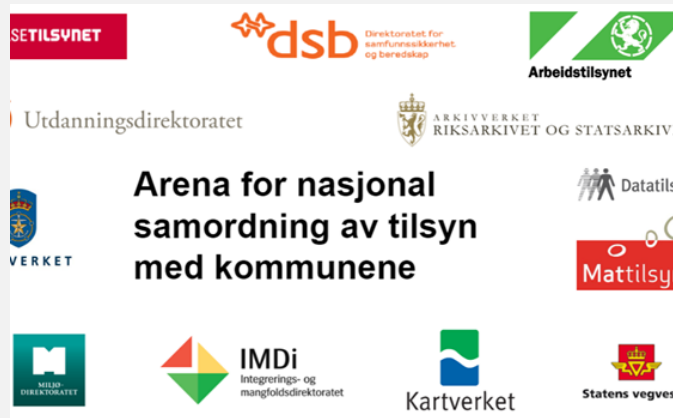 SETILSYNET
dsb Direktoratet for
samfunnssikkerhet
og beredskap
Arbeidstilsynet
Utdanningsdirektoratet
ARKIVVERKET
RIKSARKIVET OG STATSARKIVA
Arena for nasjonal
samordning av tilsyn
med kommunene
Datatils
VERKET
Mattilsy
MILJØ-
DIREKTORATET
IMDi
Integrerings- og
mangfoldsdirektoratet
Kartverket
Statens vegves